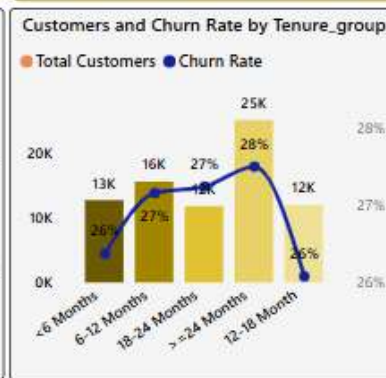 Customers and Churn Rate by Tenure_group
Total Customers Churn Rate
25K
28%
20K
16K
27%
28%
13K
12K
12K
27%
10K
26%
27%
26%
0K
26%
<6 Months
6-12 Months
18-24 Months
>=24 Months
12-18 Month